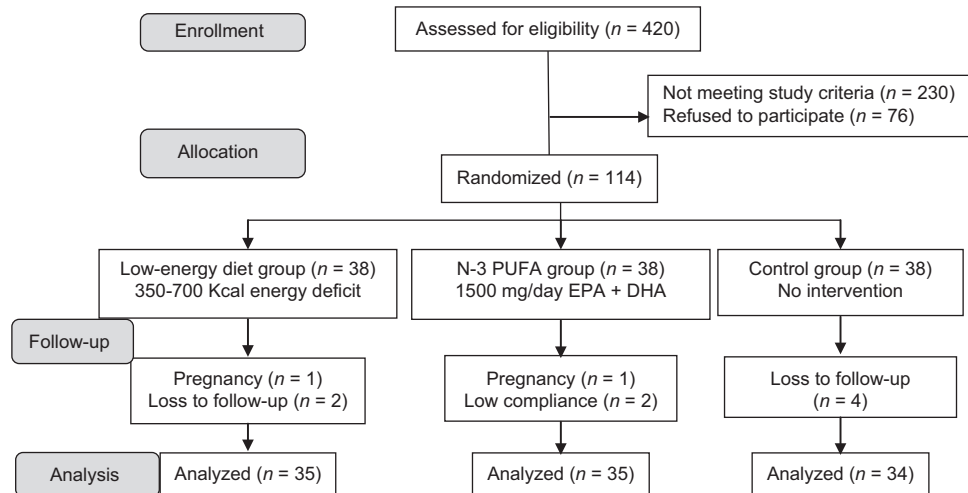 Enrollment
Assessed for eligibility (n = 420)
Not meeting study criteria (n = 230)
Refused to participate (n = 76)
Allocation
Randomized (n = 114)
Low-energy diet group (n = 38)
350-700 Kcal energy deficit
N-3 PUFA group (n = 38)
1500 mg/day EPA + DHA
Control group (n = 38)
No intervention
Follow-up
Pregnancy (n = 1)
Loss to follow-up (n = 2)
Pregnancy (n = 1)
Low compliance (n = 2)
Loss to follow-up
(n = 4)
Analysis
Analyzed (n = 35)
Analyzed (n = 35)
Analyzed (n = 34)